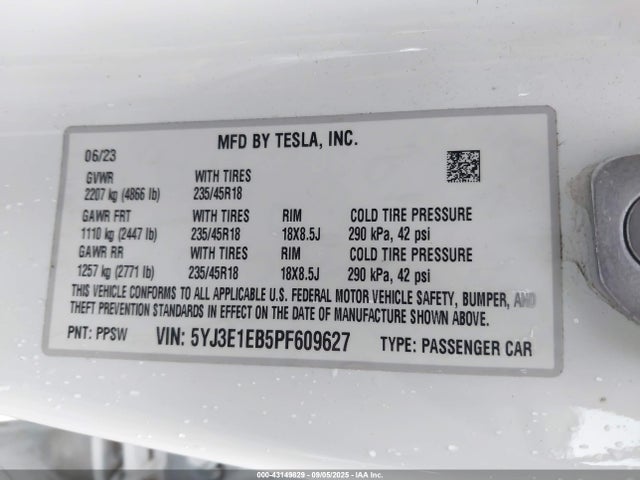 MFD BY TESLA, INC.
06/23
GVWR WITH TIRES
2207 kg (4866 lb) 235/45R18
GAWR FRT WITH TIRES RIM COLD TIRE PRESSURE
1110 kg (2447 lb) 235/45R18 18X8.5J 290 kPa, 42 psi
GAWR RR WITH TIRES RIM COLD TIRE PRESSURE
1257 kg (2771 lb) 235/45R18 18X8.5J 290 kPa, 42 psi
THIS VEHICLE CONFORMS TO ALL APPLICABLE U.S. FEDERAL MOTOR VEHICLE SAFETY, BUMPER, AND
THEFT PREVENTION STANDARDS IN EFFECT ON THE DATE OF MANUFACTURE SHOWN ABOVE.
PNT: PPSW VIN: 5YJ3E1EB5PF609627 TYPE: PASSENGER CAR
000-43149829 - 09/05/2025 - IAA Inc.